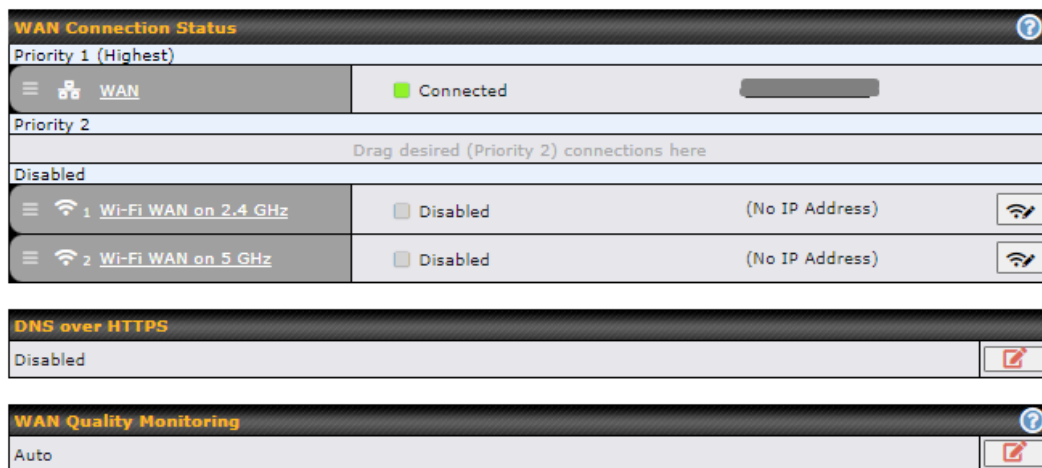 WAN Connection Status
Priority 1 (Highest)
WAN Connected
Priority 2
Drag desired (Priority 2) connections here
Disabled
1 Wi-Fi WAN on 2.4 GHz Disabled (No IP Address)
2 Wi-Fi WAN on 5 GHz Disabled (No IP Address)
DNS over HTTPS
Disabled
WAN Quality Monitoring
Auto